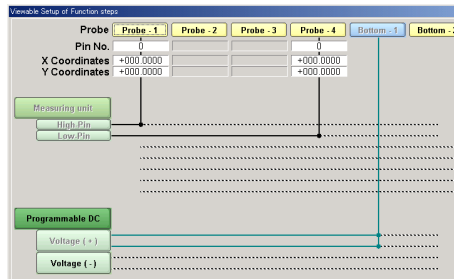 Viewable Setup of Function steps
Probe Probe - 1 Probe - 2 Probe - 3 Probe - 4 Bottom - 1 Bottom - 2
Pin No. 0 0
X Coordinates +000.0000 +000.0000
Y Coordinates +000.0000 +000.0000
Measuring unit
High-Pin
Low-Pin
Programmable DC
Voltage ( + )
Voltage ( - )